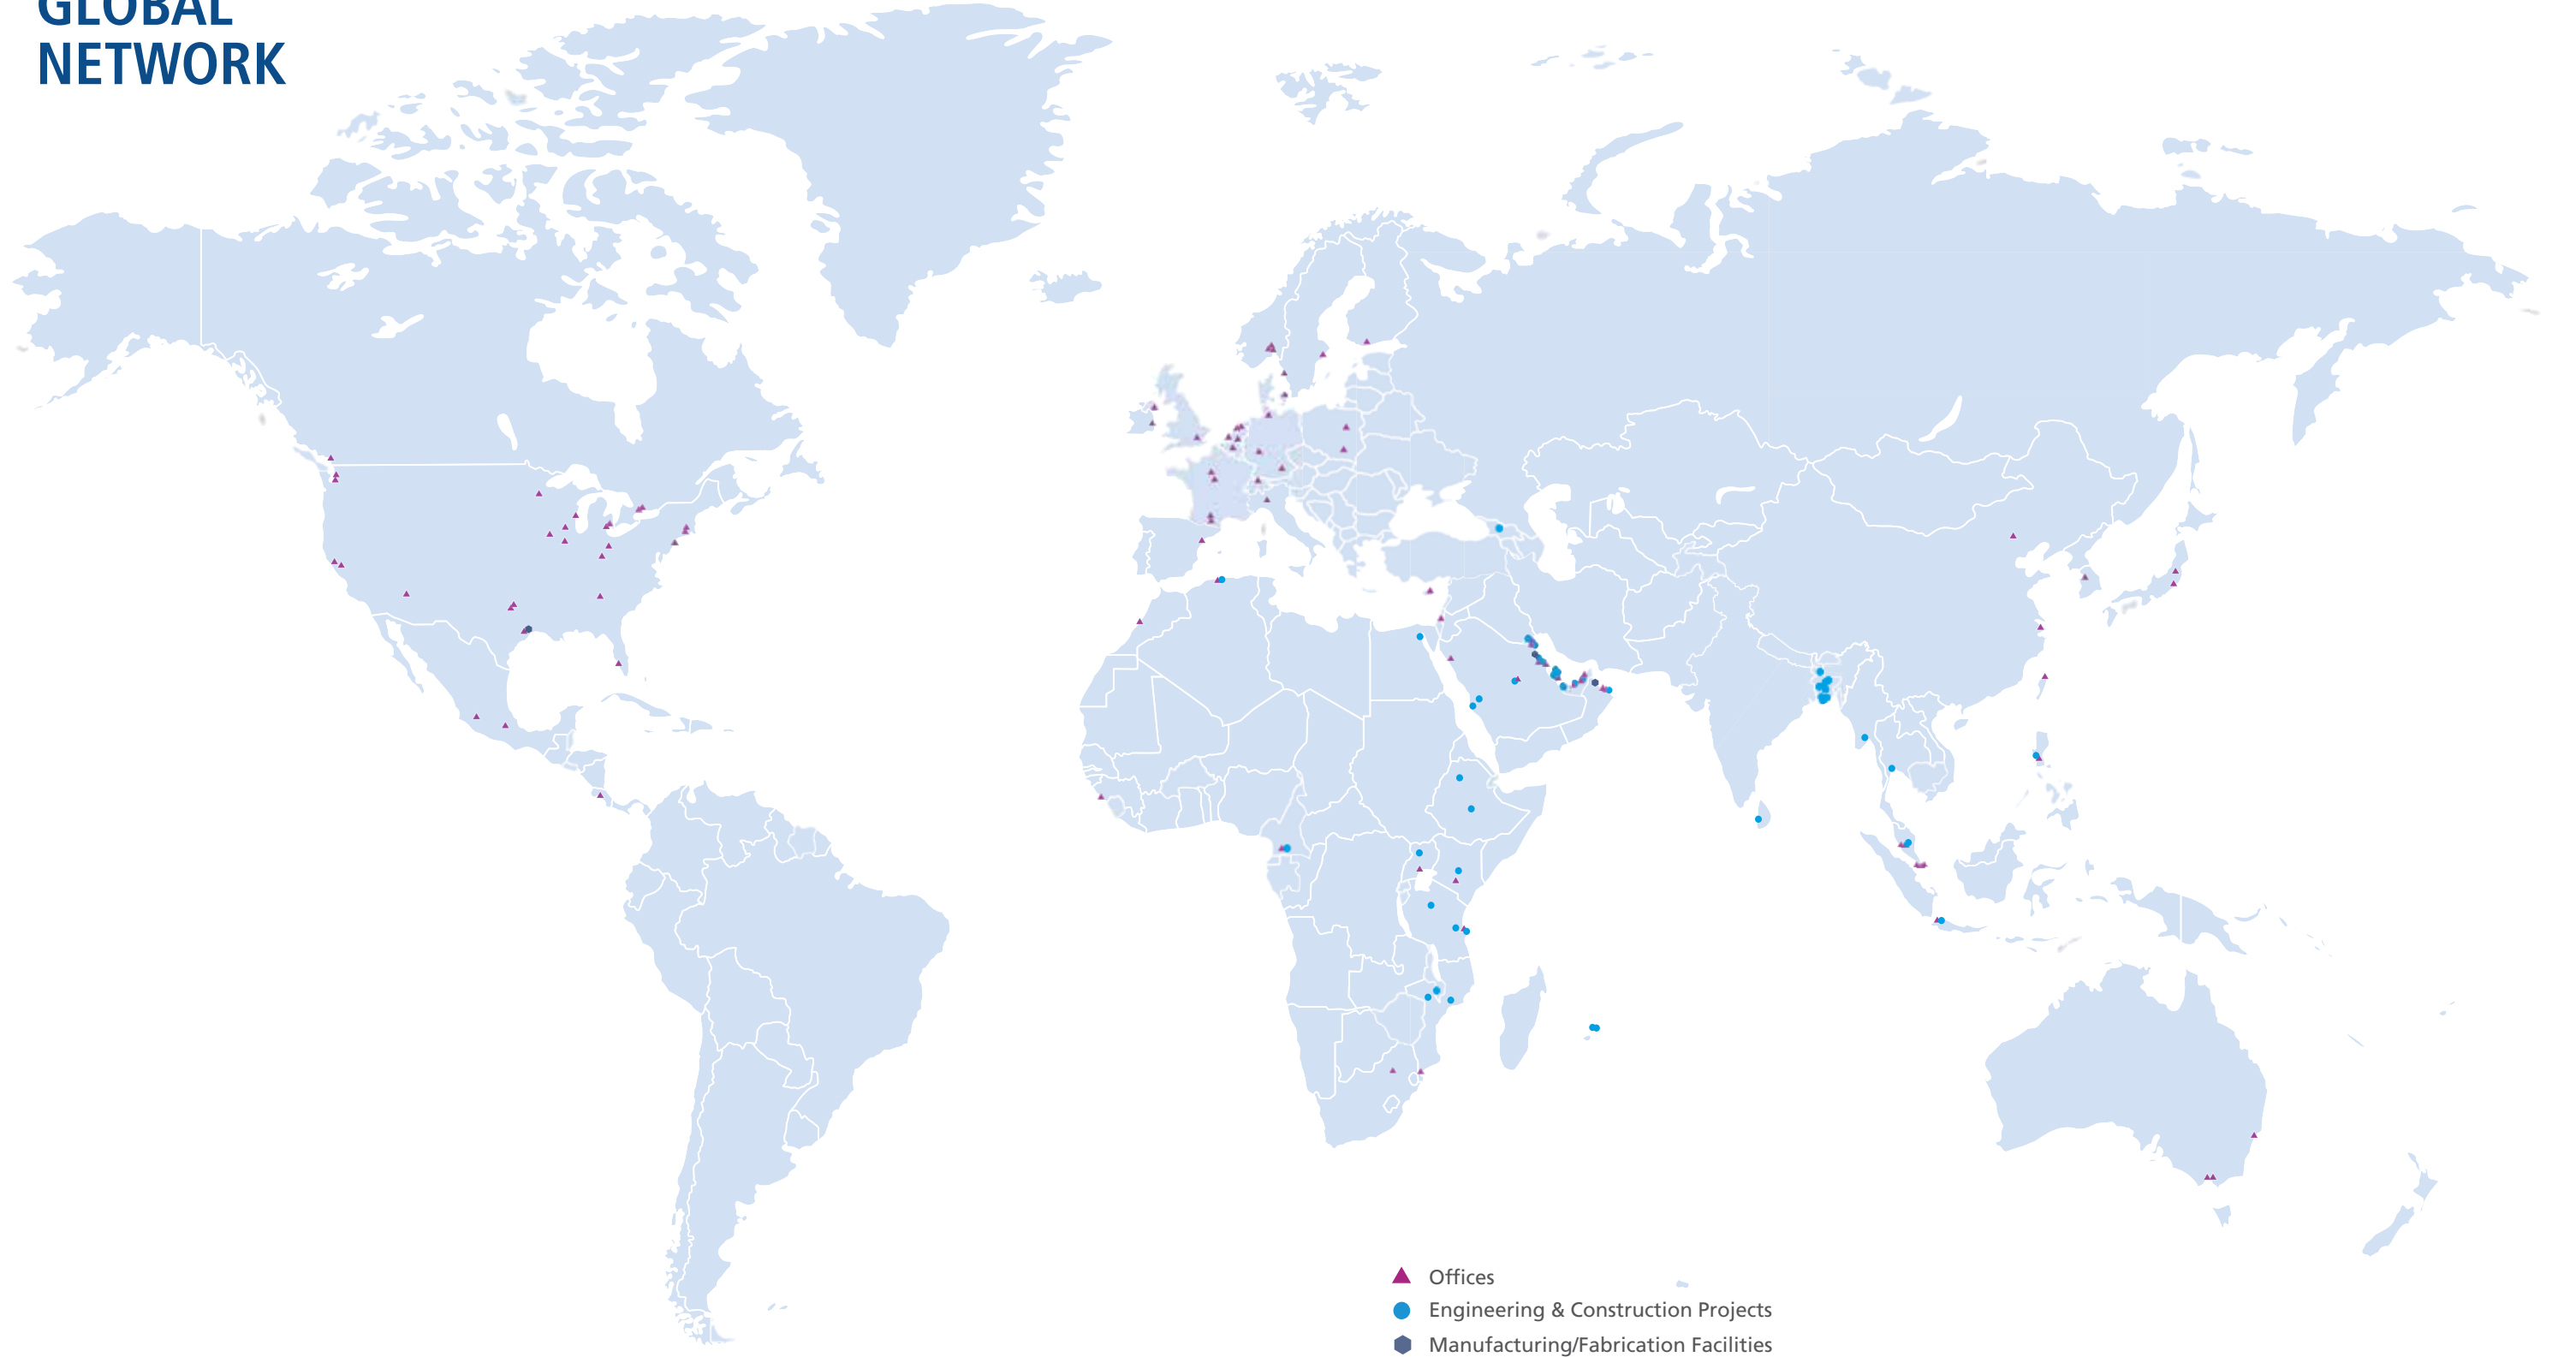 GLOBAL
NETWORK
Offices
Engineering & Construction Projects
Manufacturing/Fabrication Facilities